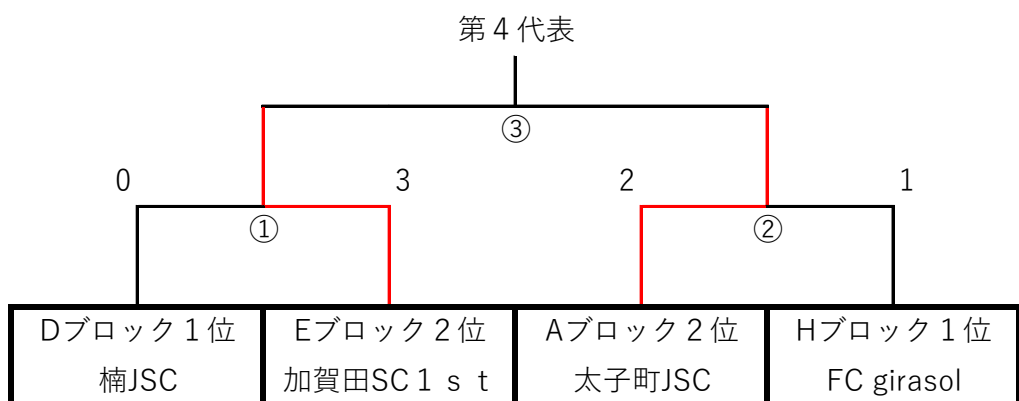 第４代表
③
0 3 2 1
① ②
Dブロック１位 Eブロック２位 Aブロック２位 Hブロック１位
楠JSC 加賀田SC１ｓｔ 太子町JSC FC girasol